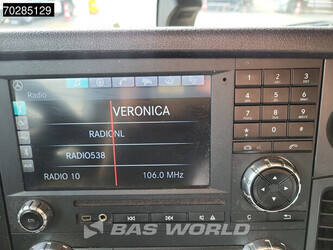 70285129
Radio
VERONICA
RADIONL
RADIO538
RADIO 10
106.0 MHz
1 2 3
4 5 6
7 8 9
* 0 #
C
BAS WORLD